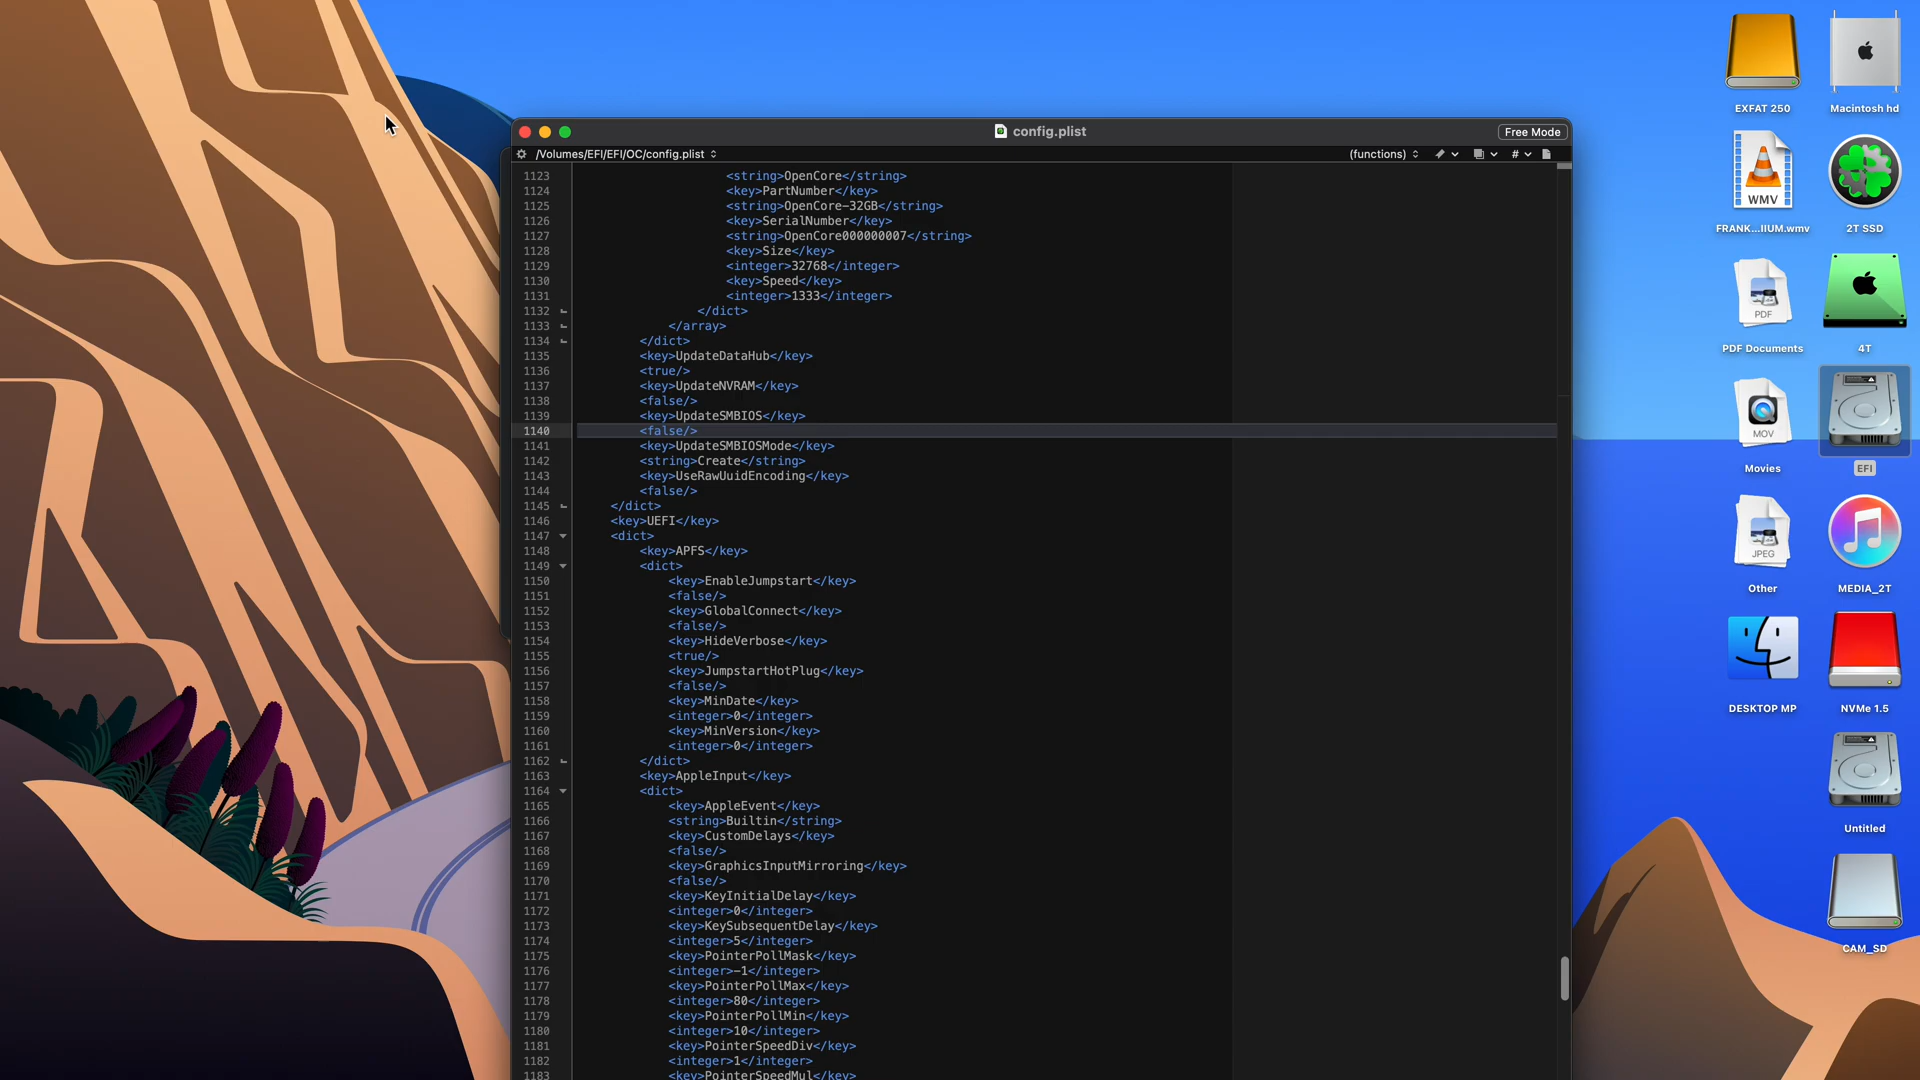 config.plist
Free Mode
/Volumes/EFI/EFI/OC/config.plist
(functions)
#
1123 <string>OpenCore</string>
1124 <key>PartNumber</key>
1125 <string>OpenCore-32GB</string>
1126 <key>SerialNumber</key>
1127 <string>OpenCore000000007</string>
1128 <key>Size</key>
1129 <integer>32768</integer>
1130 <key>Speed</key>
1131 <integer>1333</integer>
1132 </dict>
1133 </array>
1134 </dict>
1135 <key>UpdateDataHub</key>
1136 <true/>
1137 <key>UpdateNVRAM</key>
1138 <false/>
1139 <key>UpdateSMBIOS</key>
1140 <false/>
1141 <key>UpdateSMBIOSMode</key>
1142 <string>Create</string>
1143 <key>UseRawUuidEncoding</key>
1144 <false/>
1145 </dict>
1146 <key>UEFI</key>
1147 <dict>
1148 <key>APFS</key>
1149 <dict>
1150 <key>EnableJumpstart</key>
1151 <false/>
1152 <key>GlobalConnect</key>
1153 <false/>
1154 <key>HideVerbose</key>
1155 <true/>
1156 <key>JumpstartHotPlug</key>
1157 <false/>
1158 <key>MinDate</key>
1159 <integer>0</integer>
1160 <key>MinVersion</key>
1161 <integer>0</integer>
1162 </dict>
1163 <key>AppleInput</key>
1164 <dict>
1165 <key>AppleEvent</key>
1166 <string>Builtin</string>
1167 <key>CustomDelays</key>
1168 <false/>
1169 <key>GraphicsInputMirroring</key>
1170 <false/>
1171 <key>KeyInitialDelay</key>
1172 <integer>0</integer>
1173 <key>KeySubsequentDelay</key>
1174 <integer>5</integer>
1175 <key>PointerPollMask</key>
1176 <integer>-1</integer>
1177 <key>PointerPollMax</key>
1178 <integer>80</integer>
1179 <key>PointerPollMin</key>
1180 <integer>10</integer>
1181 <key>PointerSpeedDiv</key>
1182 <integer>1</integer>
1183 <key>PointerSpeedMul</key>
EXFAT 250
Macintosh hd
WMV
FRANK...IIUM.wmv
2T SSD
PDF
PDF Documents
4T
MOV
Movies
EFI
JPEG
Other
MEDIA_2T
DESKTOP MP
NVMe 1.5
Untitled
CAM_SD